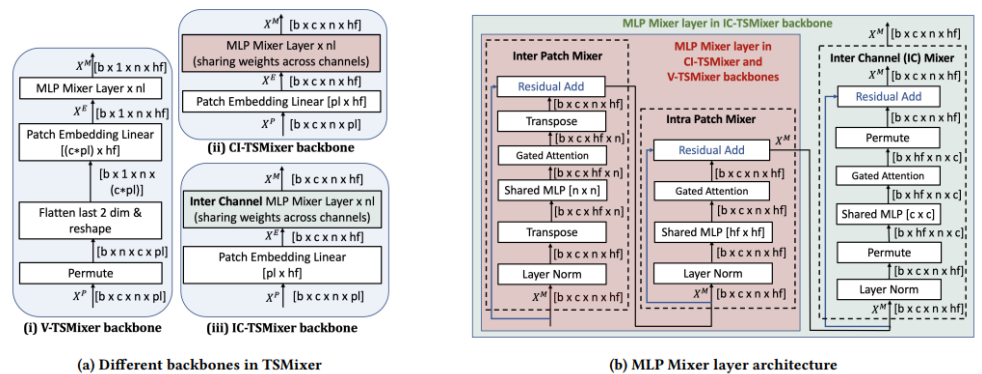 X^M [b x 1 x n x hf]
MLP Mixer Layer x nl
X^E [b x 1 x n x hf]
Patch Embedding Linear
[(c*pl) x hf]
[b x 1 x n x
(c*pl)]
Flatten last 2 dim &
reshape
[b x n x c x pl]
Permute
X^P [b x c x n x pl]
(i) V-TSMixer backbone
X^M [b x c x n x hf]
MLP Mixer Layer x nl
(sharing weights across channels)
X^E [b x c x n x hf]
Patch Embedding Linear [pl x hf]
X^P [b x c x n x pl]
(ii) CI-TSMixer backbone
X^M [b x c x n x hf]
Inter Channel MLP Mixer Layer x nl
(sharing weights across channels)
X^E [b x c x n x hf]
Patch Embedding Linear
[pl x hf]
X^P [b x c x n x pl]
(iii) IC-TSMixer backbone
(a) Different backbones in TSMixer
MLP Mixer layer in IC-TSMixer backbone
MLP Mixer layer in
CI-TSMixer and
V-TSMixer backbones
Inter Patch Mixer
Residual Add
[b x c x n x hf]
Transpose
[b x c x hf x n]
Gated Attention
[b x c x hf x n]
Shared MLP [n x n]
[b x c x hf x n]
Transpose
[b x c x n x hf]
Layer Norm
X^M [b x c x n x hf]
Intra Patch Mixer
X^M
Residual Add
[b x c x n x hf]
Gated Attention
[b x c x n x hf]
Shared MLP [hf x hf]
[b x c x n x hf]
Layer Norm
X^M [b x c x n x hf]
[b x c x n x hf]
Inter Channel (IC) Mixer
X^M [b x c x n x hf]
Residual Add
[b x c x n x hf]
Permute
[b x hf x n x c]
Gated Attention
[b x hf x n x c]
Shared MLP [c x c]
[b x hf x n x c]
Permute
[b x c x n x hf]
Layer Norm
X^M [b x c x n x hf]
(b) MLP Mixer layer architecture